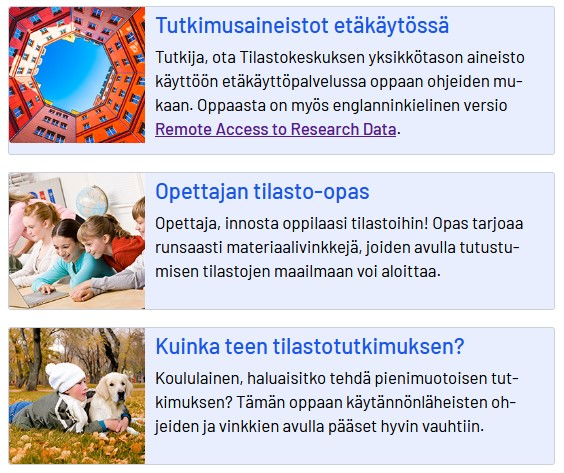 Tutkimusaineistot etäkäytössä
Tutkija, ota Tilastokeskuksen yksikkötason aineisto
käyttöön etäkäyttöpalvelussa oppaan ohjeiden mu-
kaan. Oppaasta on myös englanninkielinen versio
Remote Access to Research Data.
Opettajan tilasto-opas
Opettaja, innosta oppilaasi tilastoihin! Opas tarjoaa
runsaasti materiaalivinkkejä, joiden avulla tutustu-
misen tilastojen maailmaan voi aloittaa.
Kuinka teen tilastotutkimuksen?
Koululainen, haluaisitko tehdä pienimuotoisen tut-
kimuksen? Tämän oppaan käytännönläheisten oh-
jeiden ja vinkkien avulla pääset hyvin vauhtiin.